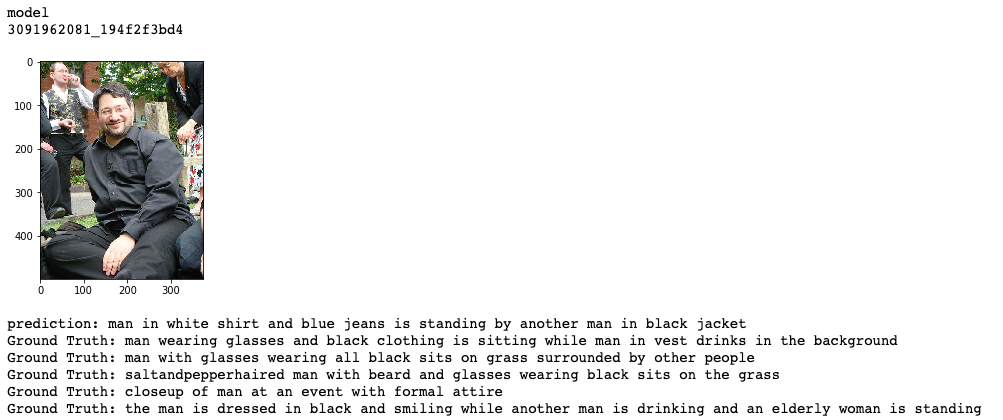 model
3091962081_194f2f3bd4
0
100
200
300
400
0 100 200 300
prediction: man in white shirt and blue jeans is standing by another man in black jacket
Ground Truth: man wearing glasses and black clothing is sitting while man in vest drinks in the background
Ground Truth: man with glasses wearing all black sits on grass surrounded by other people
Ground Truth: saltandpepperhaired man with beard and glasses wearing black sits on the grass
Ground Truth: closeup of man at an event with formal attire
Ground Truth: the man is dressed in black and smiling while another man is drinking and an elderly woman is standing